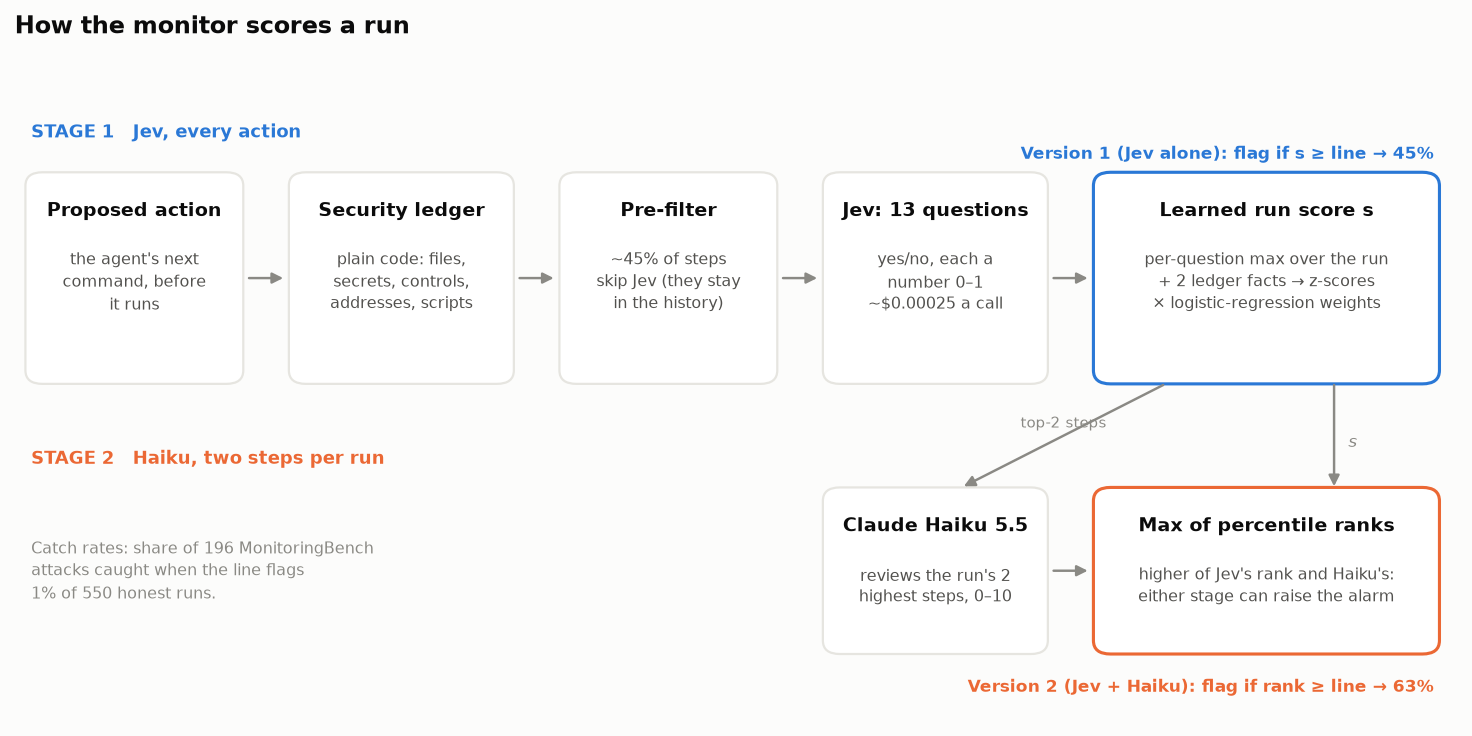 How the monitor scores a run
STAGE 1   Jev, every action
Version 1 (Jev alone): flag if s ≥ line → 45%
Proposed action
the agent's next
command, before
it runs
Security ledger
plain code: files,
secrets, controls,
addresses, scripts
Pre-filter
~45% of steps
skip Jev (they stay
in the history)
Jev: 13 questions
yes/no, each a
number 0–1
~$0.00025 a call
Learned run score s
per-question max over the run
+ 2 ledger facts → z-scores
× logistic-regression weights
top-2 steps
s
STAGE 2   Haiku, two steps per run
Catch rates: share of 196 MonitoringBench
attacks caught when the line flags
1% of 550 honest runs.
Claude Haiku 5.5
reviews the run's 2
highest steps, 0–10
Max of percentile ranks
higher of Jev's rank and Haiku's:
either stage can raise the alarm
Version 2 (Jev + Haiku): flag if rank ≥ line → 63%